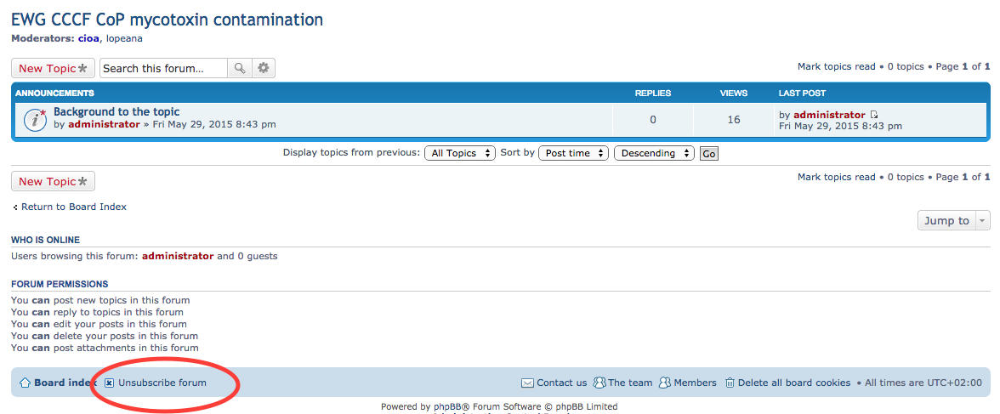 EWG CCCF CoP mycotoxin contamination
Moderators: cioa, lopeana
New Topic* Search this forum... Mark topics read • 0 topics • Page 1 of 1
ANNOUNCEMENTS REPLIES VIEWS LAST POST
Background to the topic
by administrator » Fri May 29, 2015 8:43 pm 0 16 by administrator
Fri May 29, 2015 8:43 pm
Display topics from previous: All Topics Sort by Post time Descending Go
New Topic* Mark topics read • 0 topics • Page 1 of 1
Return to Board Index
Jump to
WHO IS ONLINE
Users browsing this forum: administrator and 0 guests
FORUM PERMISSIONS
You can post new topics in this forum
You can reply to topics in this forum
You can edit your posts in this forum
You can delete your posts in this forum
You can post attachments in this forum
Board index Unsubscribe forum Contact us The team Members Delete all board cookies • All times are UTC+02:00
Powered by phpBB® Forum Software © phpBB Limited